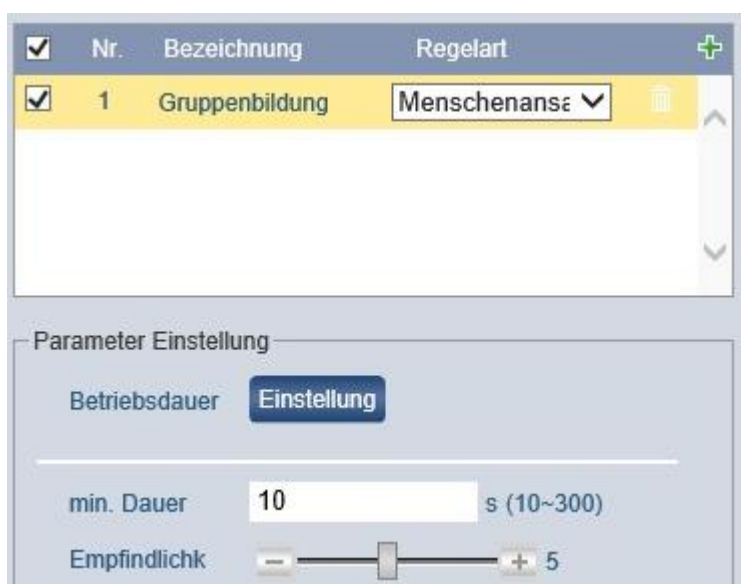 Nr. Bezeichnung Regelart
1 Gruppenbildung Menschenansa
Parameter Einstellung
Betriebsdauer Einstellung
min. Dauer 10 s (10~300)
Empfindlichk 5